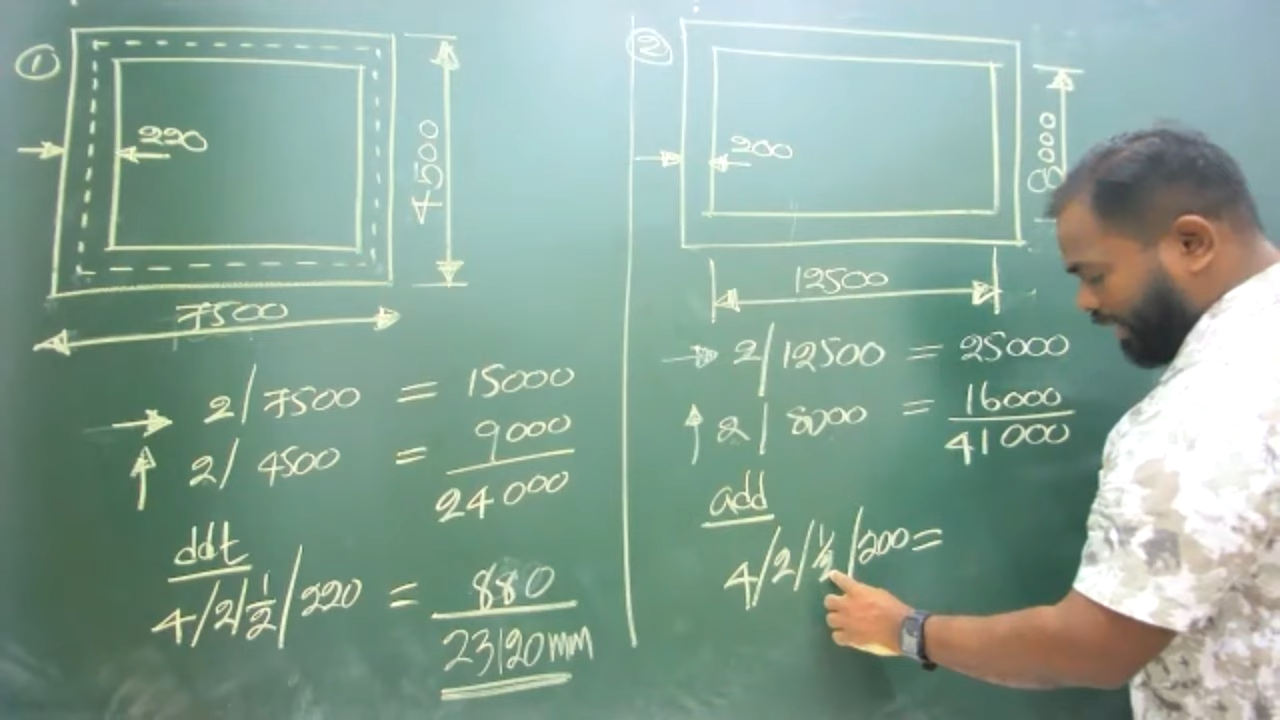 ①
220
4500
7500
2/7500 = 15000
2/4500 = 9000
24000
ddt
4/2/½/220 = 880
23120mm
②
200
8000
12500
2/12500 = 25000
2/8000 = 16000
41000
add
4/2/½/200=